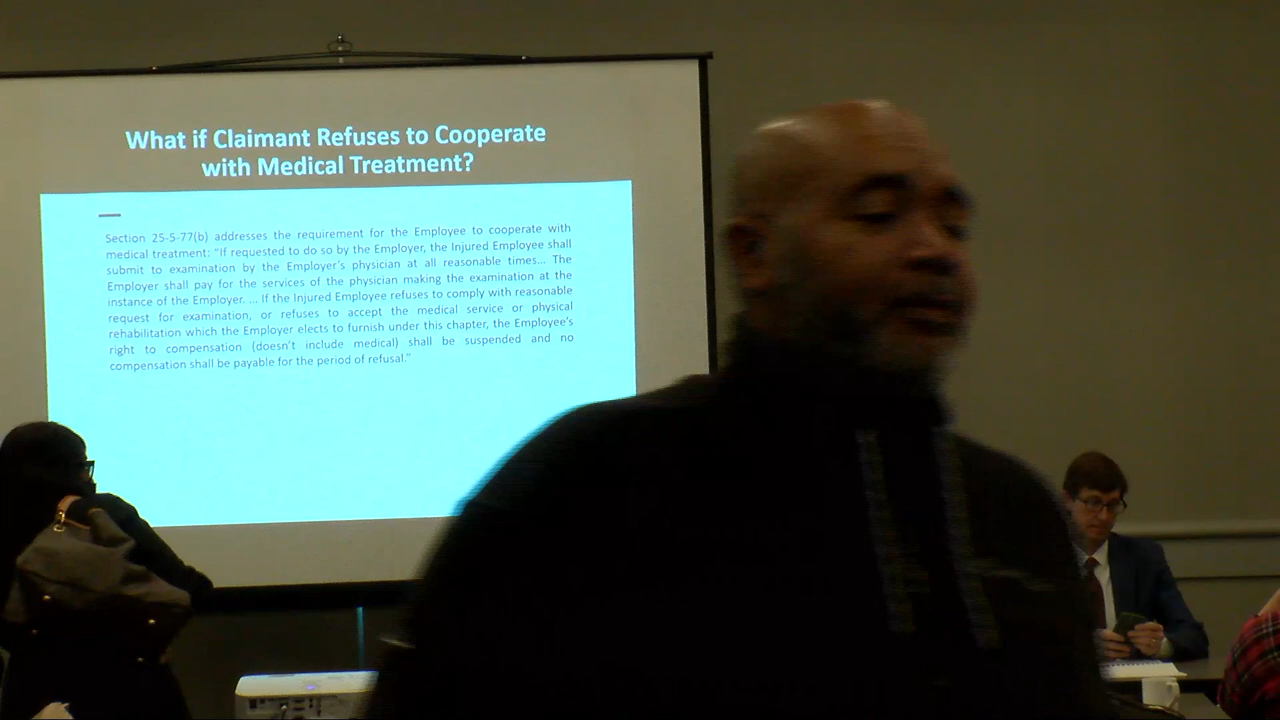 What if Claimant Refuses to Cooperate
with Medical Treatment?
Section 25-5-77(b) addresses the requirement for the Employee to cooperate with
medical treatment: “If requested to do so by the Employer, the Injured Employee shall
submit to examination by the Employer’s physician at all reasonable times… The
Employer shall pay for the services of the physician making the examination at the
instance of the Employer. … If the Injured Employee refuses to comply with reasonable
request for examination, or refuses to accept the medical service or physical
rehabilitation which the Employer elects to furnish under this chapter, the Employee’s
right to compensation (doesn’t include medical) shall be suspended and no
compensation shall be payable for the period of refusal.”